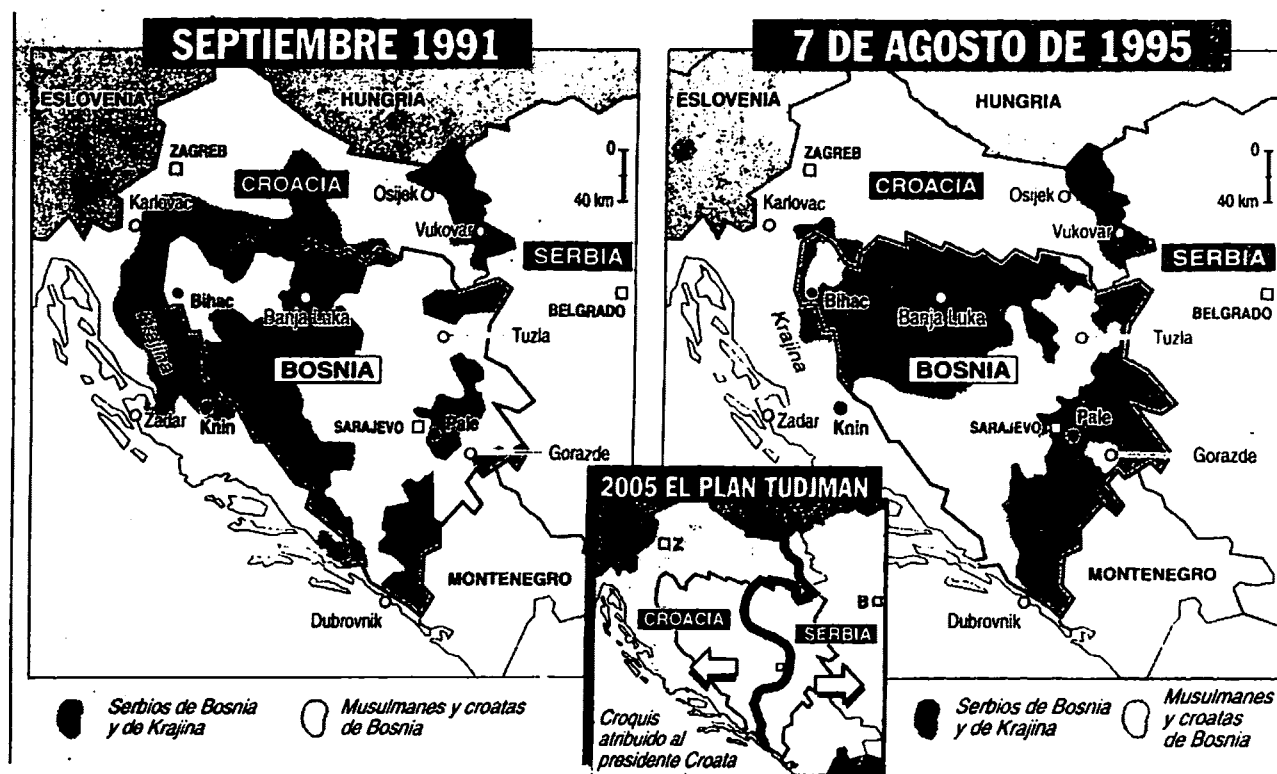 SEPTIEMBRE 1991
ESLOVENIA
HUNGRIA
ZAGREB
CROACIA
Osijek
Karlovac
Vukovar
SERBIA
Bihac
Banja Luka
BELGRADO
Krajina
Tuzla
BOSNIA
Zadar
Knin
SARAJEVO
Pale
Gorazde
MONTENEGRO
Dubrovnik
Serbios de Bosnia
y de Krajina
Musulmanes y croatas
de Bosnia
2005 EL PLAN TUDJMAN
Z
B
CROACIA
SERBIA
Croquis
atribuido al
presidente Croata
7 DE AGOSTO DE 1995
ESLOVENIA
HUNGRIA
0
40 km
ZAGREB
CROACIA
Osijek
Karlovac
Vukovar
SERBIA
Bihac
Banja Luka
BELGRADO
Krajina
Tuzla
BOSNIA
Zadar
Knin
SARAJEVO
Pale
Gorazde
MONTENEGRO
Dubrovnik
Serbios de Bosnia
y de Krajina
Musulmanes
y croatas
de Bosnia
0
40 km